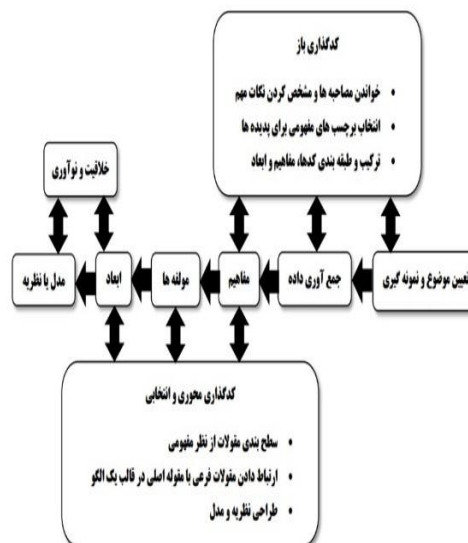 کدگذاری باز
• خواندن مصاحبه ها و مشخص کردن نکات مهم
• انتخاب برچسب های مفهومی برای پدیده ها
• ترکیب و طبقه بندی کدها، مفاهیم و ابعاد
خلاقیت و نوآوری
تعیین موضوع و نمونه گیری
جمع آوری داده
مفاهیم
مولفه ها
ابعاد
مدل یا نظریه
کدگذاری محوری و انتخابی
• سطح بندی مقولات از نظر مفهومی
• ارتباط دادن مقولات فرعی با مقوله اصلی در قالب یک الگو
• طراحی نظریه و مدل